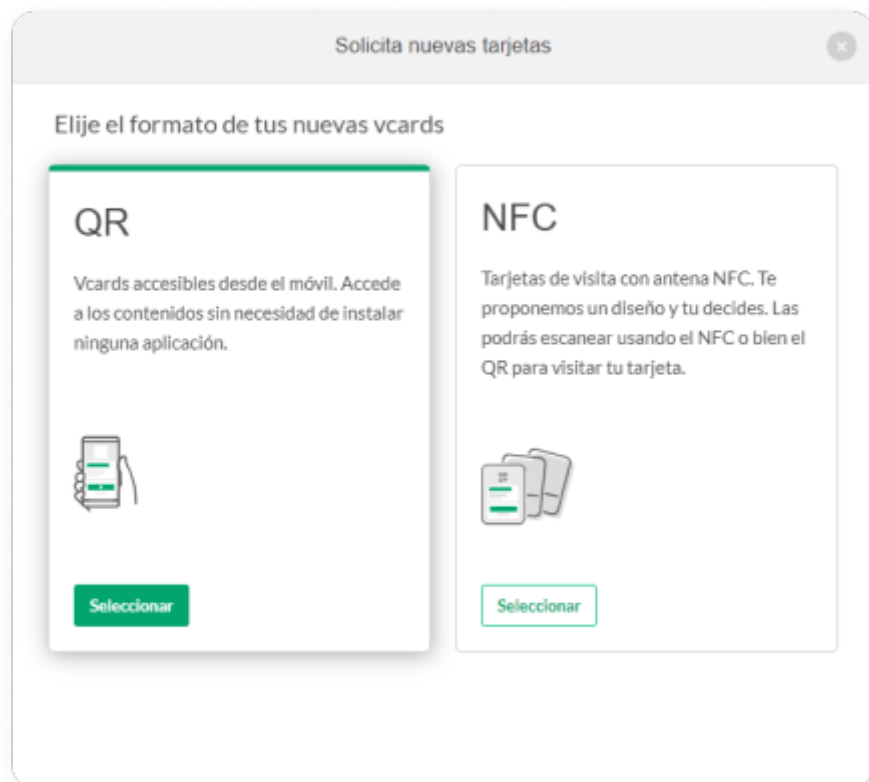 Solicita nuevas tarjetas
Elije el formato de tus nuevas vcards
QR
Vcards accesibles desde el móvil. Accede
a los contenidos sin necesidad de instalar
ninguna aplicación.
Seleccionar
NFC
Tarjetas de visita con antena NFC. Te
proponemos un diseño y tu decides. Las
podrás escanear usando el NFC o bien el
QR para visitar tu tarjeta.
Seleccionar